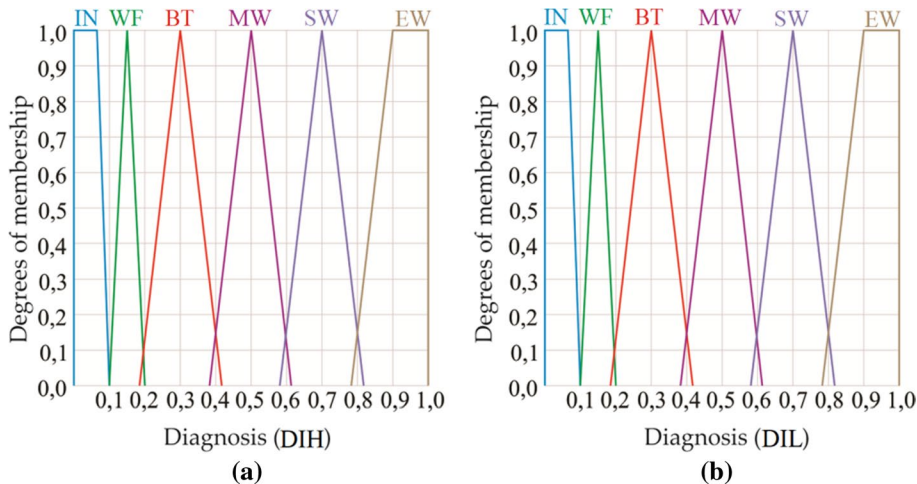 IN WF BT MW SW EW
1,0
0,9
0,8
0,7
0,6
0,5
0,4
0,3
0,2
0,1
0,0
Degrees of membership
0,1 0,2 0,3 0,4 0,5 0,6 0,7 0,8 0,9 1,0
Diagnosis (DIH)
(a)
IN WF BT MW SW EW
1,0
0,9
0,8
0,7
0,6
0,5
0,4
0,3
0,2
0,1
0,0
Degrees of membership
0,1 0,2 0,3 0,4 0,5 0,6 0,7 0,8 0,9 1,0
Diagnosis (DIL)
(b)